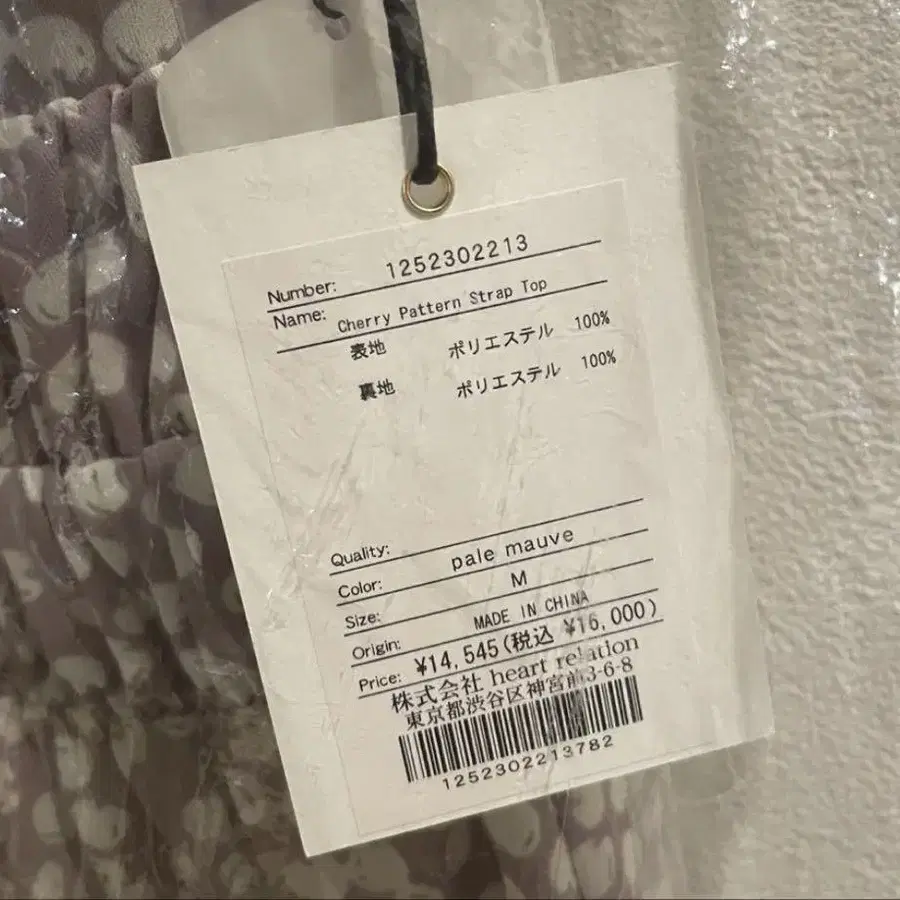 Number: 1252302213
Name: Cherry Pattern Strap Top
表地 ポリエステル 100%
裏地 ポリエステル 100%
Quality:
Color: pale mauve
Size: M
Origin: MADE IN CHINA
Price: ¥14,545(税込 ¥16,000)
株式会社 heart relation
東京都渋谷区神宮前3-6-8
1252302213782